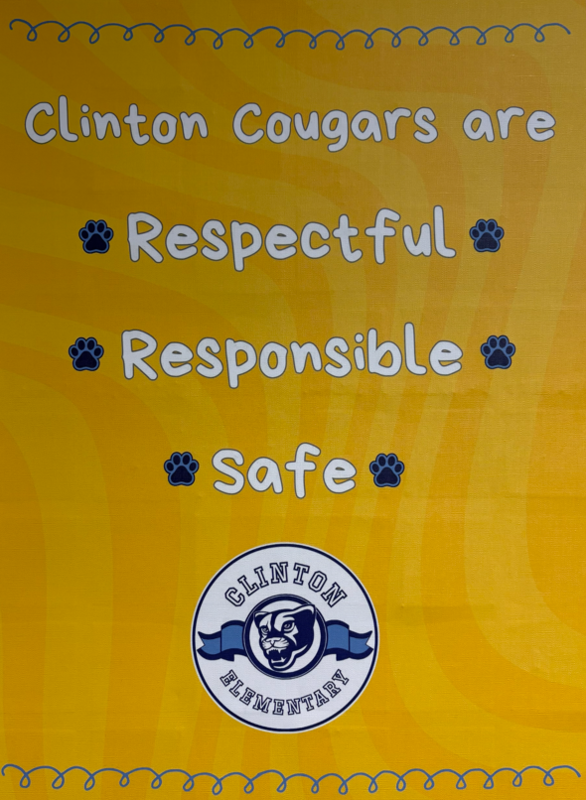 Clinton Cougars are
Respectful
Responsible
Safe
CLINTON
ELEMENTARY